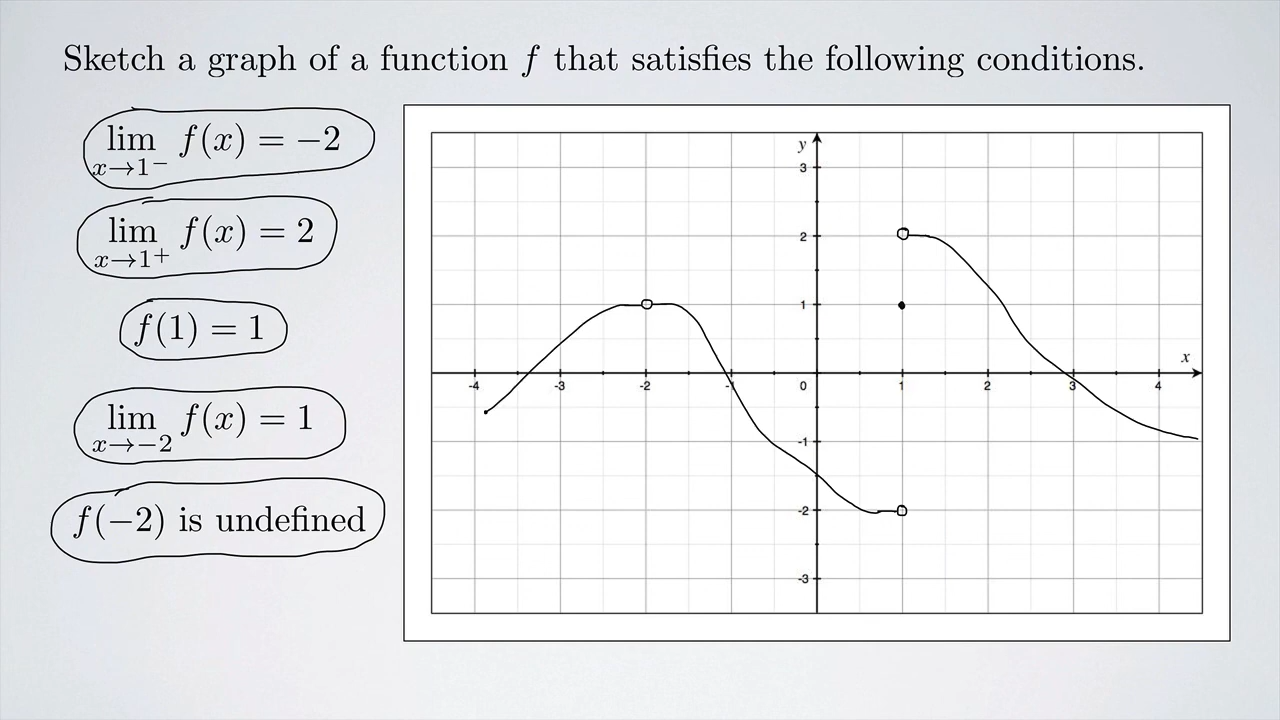 Sketch a graph of a function f that satisfies the following conditions.
lim f(x) = −2
x→1⁻
lim f(x) = 2
x→1⁺
f(1) = 1
lim f(x) = 1
x→−2
f(−2) is undefined
y
3
2
1
x
-4 -3 -2 -1 0 1 2 3 4
-1
-2
-3